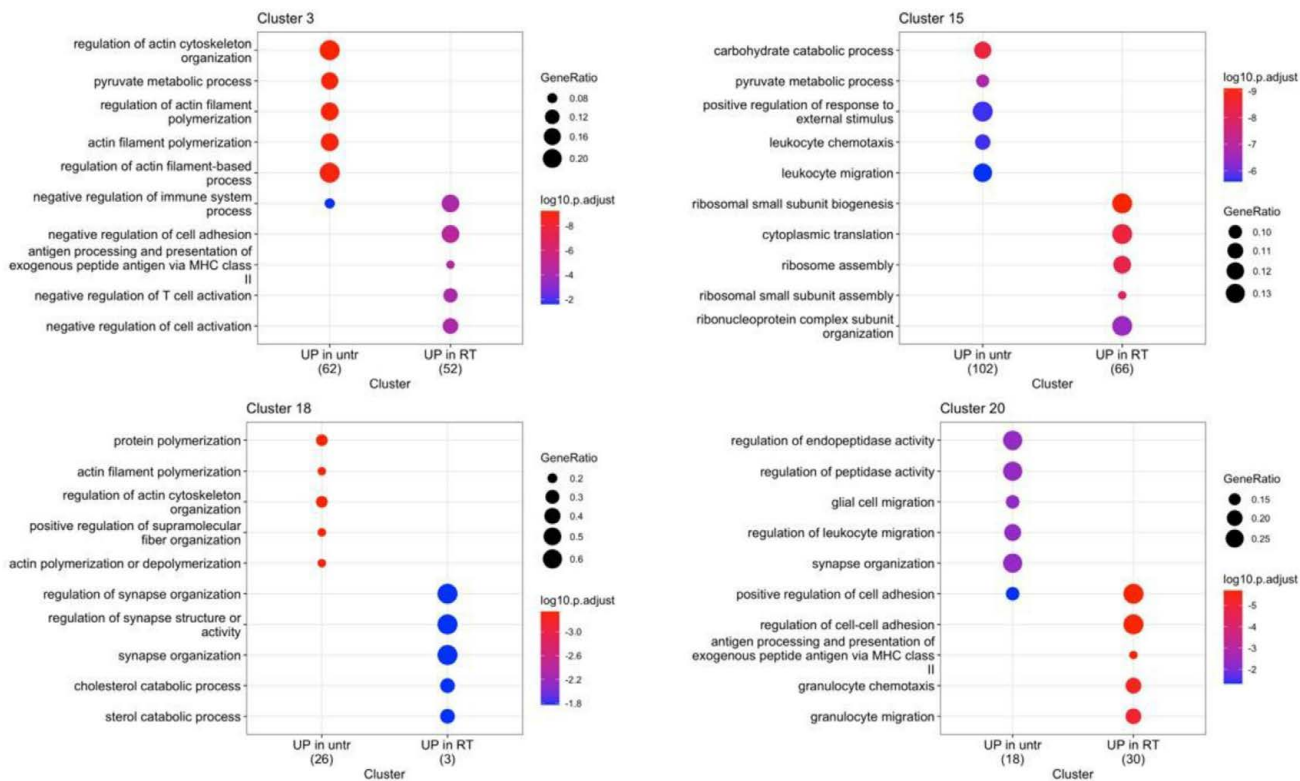 Cluster 3
regulation of actin cytoskeleton
organization
pyruvate metabolic process
regulation of actin filament
polymerization
actin filament polymerization
regulation of actin filament-based
process
negative regulation of immune system
process
negative regulation of cell adhesion
antigen processing and presentation of
exogenous peptide antigen via MHC class
II
negative regulation of T cell activation
negative regulation of cell activation
UP in untr
(62)
UP in RT
(52)
Cluster
GeneRatio
0.08
0.12
0.16
0.20
log10.p.adjust
-8
-6
-4
-2
Cluster 15
carbohydrate catabolic process
pyruvate metabolic process
positive regulation of response to
external stimulus
leukocyte chemotaxis
leukocyte migration
ribosomal small subunit biogenesis
cytoplasmic translation
ribosome assembly
ribosomal small subunit assembly
ribonucleoprotein complex subunit
organization
UP in untr
(102)
UP in RT
(66)
Cluster
log10.p.adjust
-9
-8
-7
-6
GeneRatio
0.10
0.11
0.12
0.13
Cluster 18
protein polymerization
actin filament polymerization
regulation of actin cytoskeleton
organization
positive regulation of supramolecular
fiber organization
actin polymerization or depolymerization
regulation of synapse organization
regulation of synapse structure or
activity
synapse organization
cholesterol catabolic process
sterol catabolic process
UP in untr
(26)
UP in RT
(3)
Cluster
GeneRatio
0.2
0.3
0.4
0.5
0.6
log10.p.adjust
-3.0
-2.6
-2.2
-1.8
Cluster 20
regulation of endopeptidase activity
regulation of peptidase activity
glial cell migration
regulation of leukocyte migration
synapse organization
positive regulation of cell adhesion
regulation of cell-cell adhesion
antigen processing and presentation of
exogenous peptide antigen via MHC class
II
granulocyte chemotaxis
granulocyte migration
UP in untr
(18)
UP in RT
(30)
Cluster
GeneRatio
0.15
0.20
0.25
log10.p.adjust
-5
-4
-3
-2